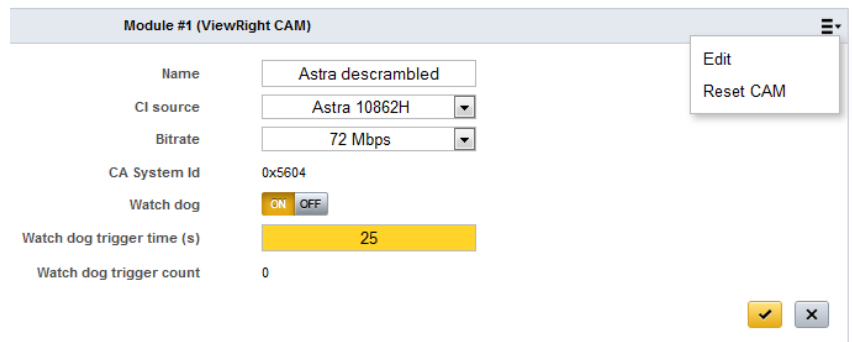 Module #1 (ViewRight CAM)
Edit
Reset CAM
Name Astra descrambled
CI source Astra 10862H
Bitrate 72 Mbps
CA System Id 0x5604
Watch dog ON OFF
Watch dog trigger time (s) 25
Watch dog trigger count 0